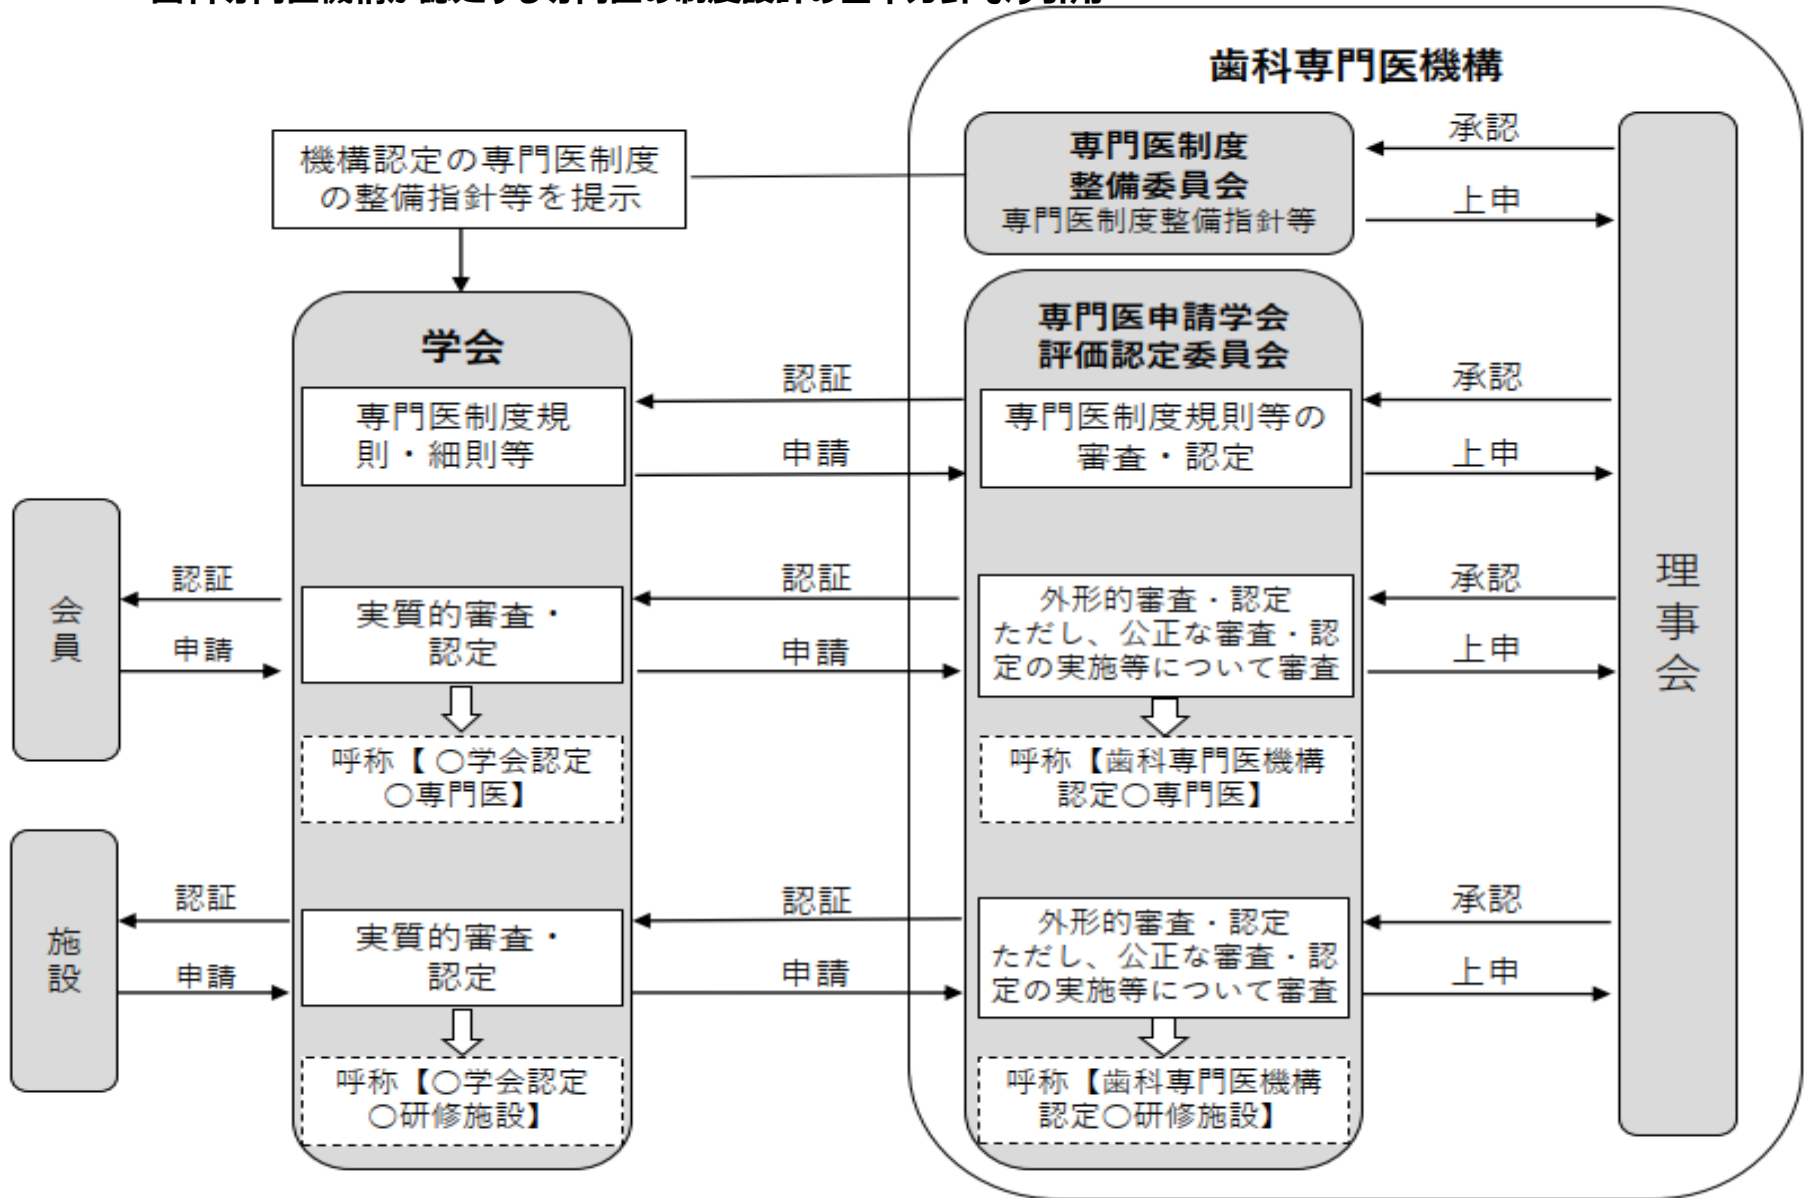 歯科専門医機構
専門医制度
整備委員会
専門医制度整備指針等
承認
上申
機構認定の専門医制度
の整備指針等を提示
学会
専門医制度規
則・細則等
認証
申請
専門医申請学会
評価認定委員会
専門医制度規則等の
審査・認定
承認
上申
理事会
会員
認証
申請
実質的審査・
認定
認証
申請
外形的審査・認定
ただし、公正な審査・認
定の実施等について審査
承認
上申
呼称【 〇学会認定
〇専門医】
呼称【歯科専門医機構
認定〇専門医】
施設
認証
申請
実質的審査・
認定
認証
申請
外形的審査・認定
ただし、公正な審査・認
定の実施等について審査
承認
上申
呼称【〇学会認定
〇研修施設】
呼称【歯科専門医機構
認定〇研修施設】